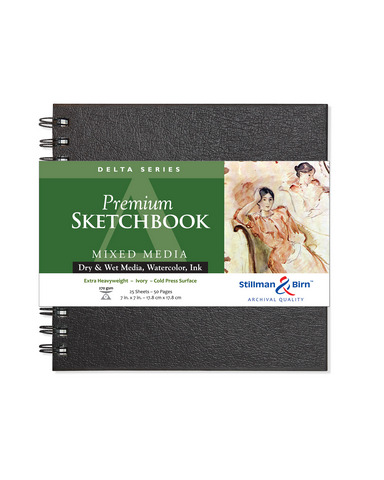 DELTA SERIES
Premium
SKETCHBOOK
MIXED MEDIA
Dry & Wet Media, Watercolor, Ink
Extra Heavyweight ~ Ivory ~ Cold Press Surface
270 gsm
25 Sheets – 50 Pages
7 in. x 7 in. – 17.8 cm x 17.8 cm
Stillman & Birn™
ARCHIVAL QUALITY